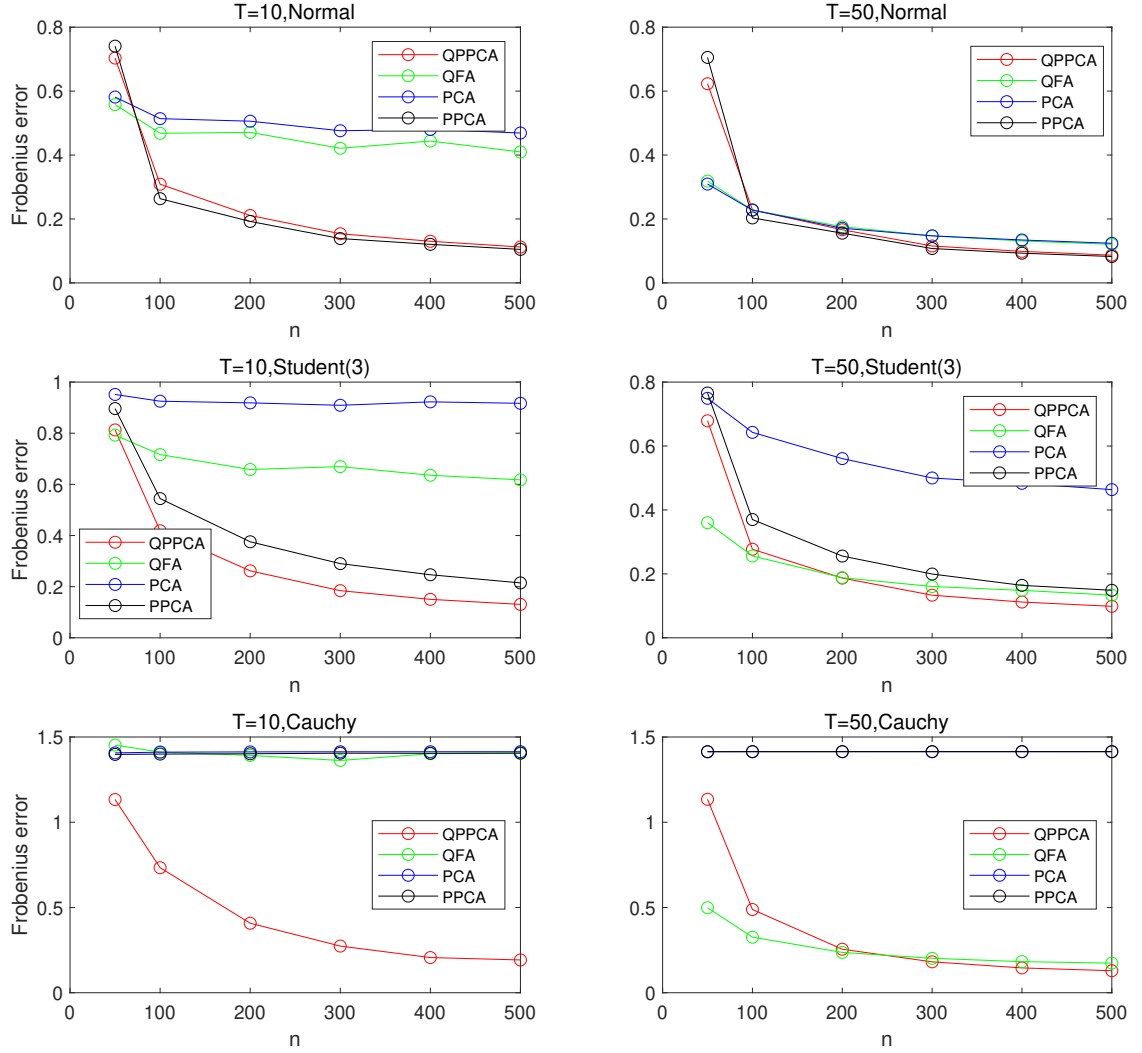 T=10,Normal
0.8
0.6
0.4
0.2
0
Frobenius error
0 100 200 300 400 500
n
QPPCA
QFA
PCA
PPCA
T=50,Normal
0.8
0.6
0.4
0.2
0
0 100 200 300 400 500
n
QPPCA
QFA
PCA
PPCA
T=10,Student(3)
1
0.8
0.6
0.4
0.2
0
Frobenius error
0 100 200 300 400 500
n
QPPCA
QFA
PCA
PPCA
T=50,Student(3)
0.8
0.6
0.4
0.2
0
0 100 200 300 400 500
n
QPPCA
QFA
PCA
PPCA
T=10,Cauchy
1.5
1
0.5
0
Frobenius error
0 100 200 300 400 500
n
QPPCA
QFA
PCA
PPCA
T=50,Cauchy
1.5
1
0.5
0
0 100 200 300 400 500
n
QPPCA
QFA
PCA
PPCA